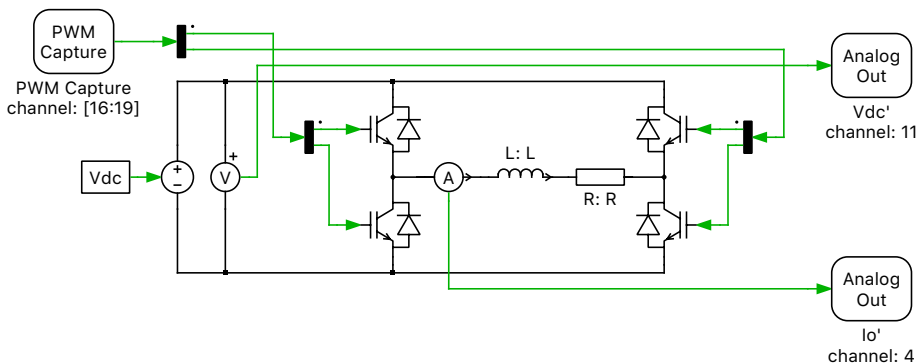 PWM
Capture
PWM Capture
channel: [16:19]
Analog
Out
Vdc'
channel: 11
Vdc
+
−
+
V
A
L: L
R: R
Analog
Out
Io'
channel: 4